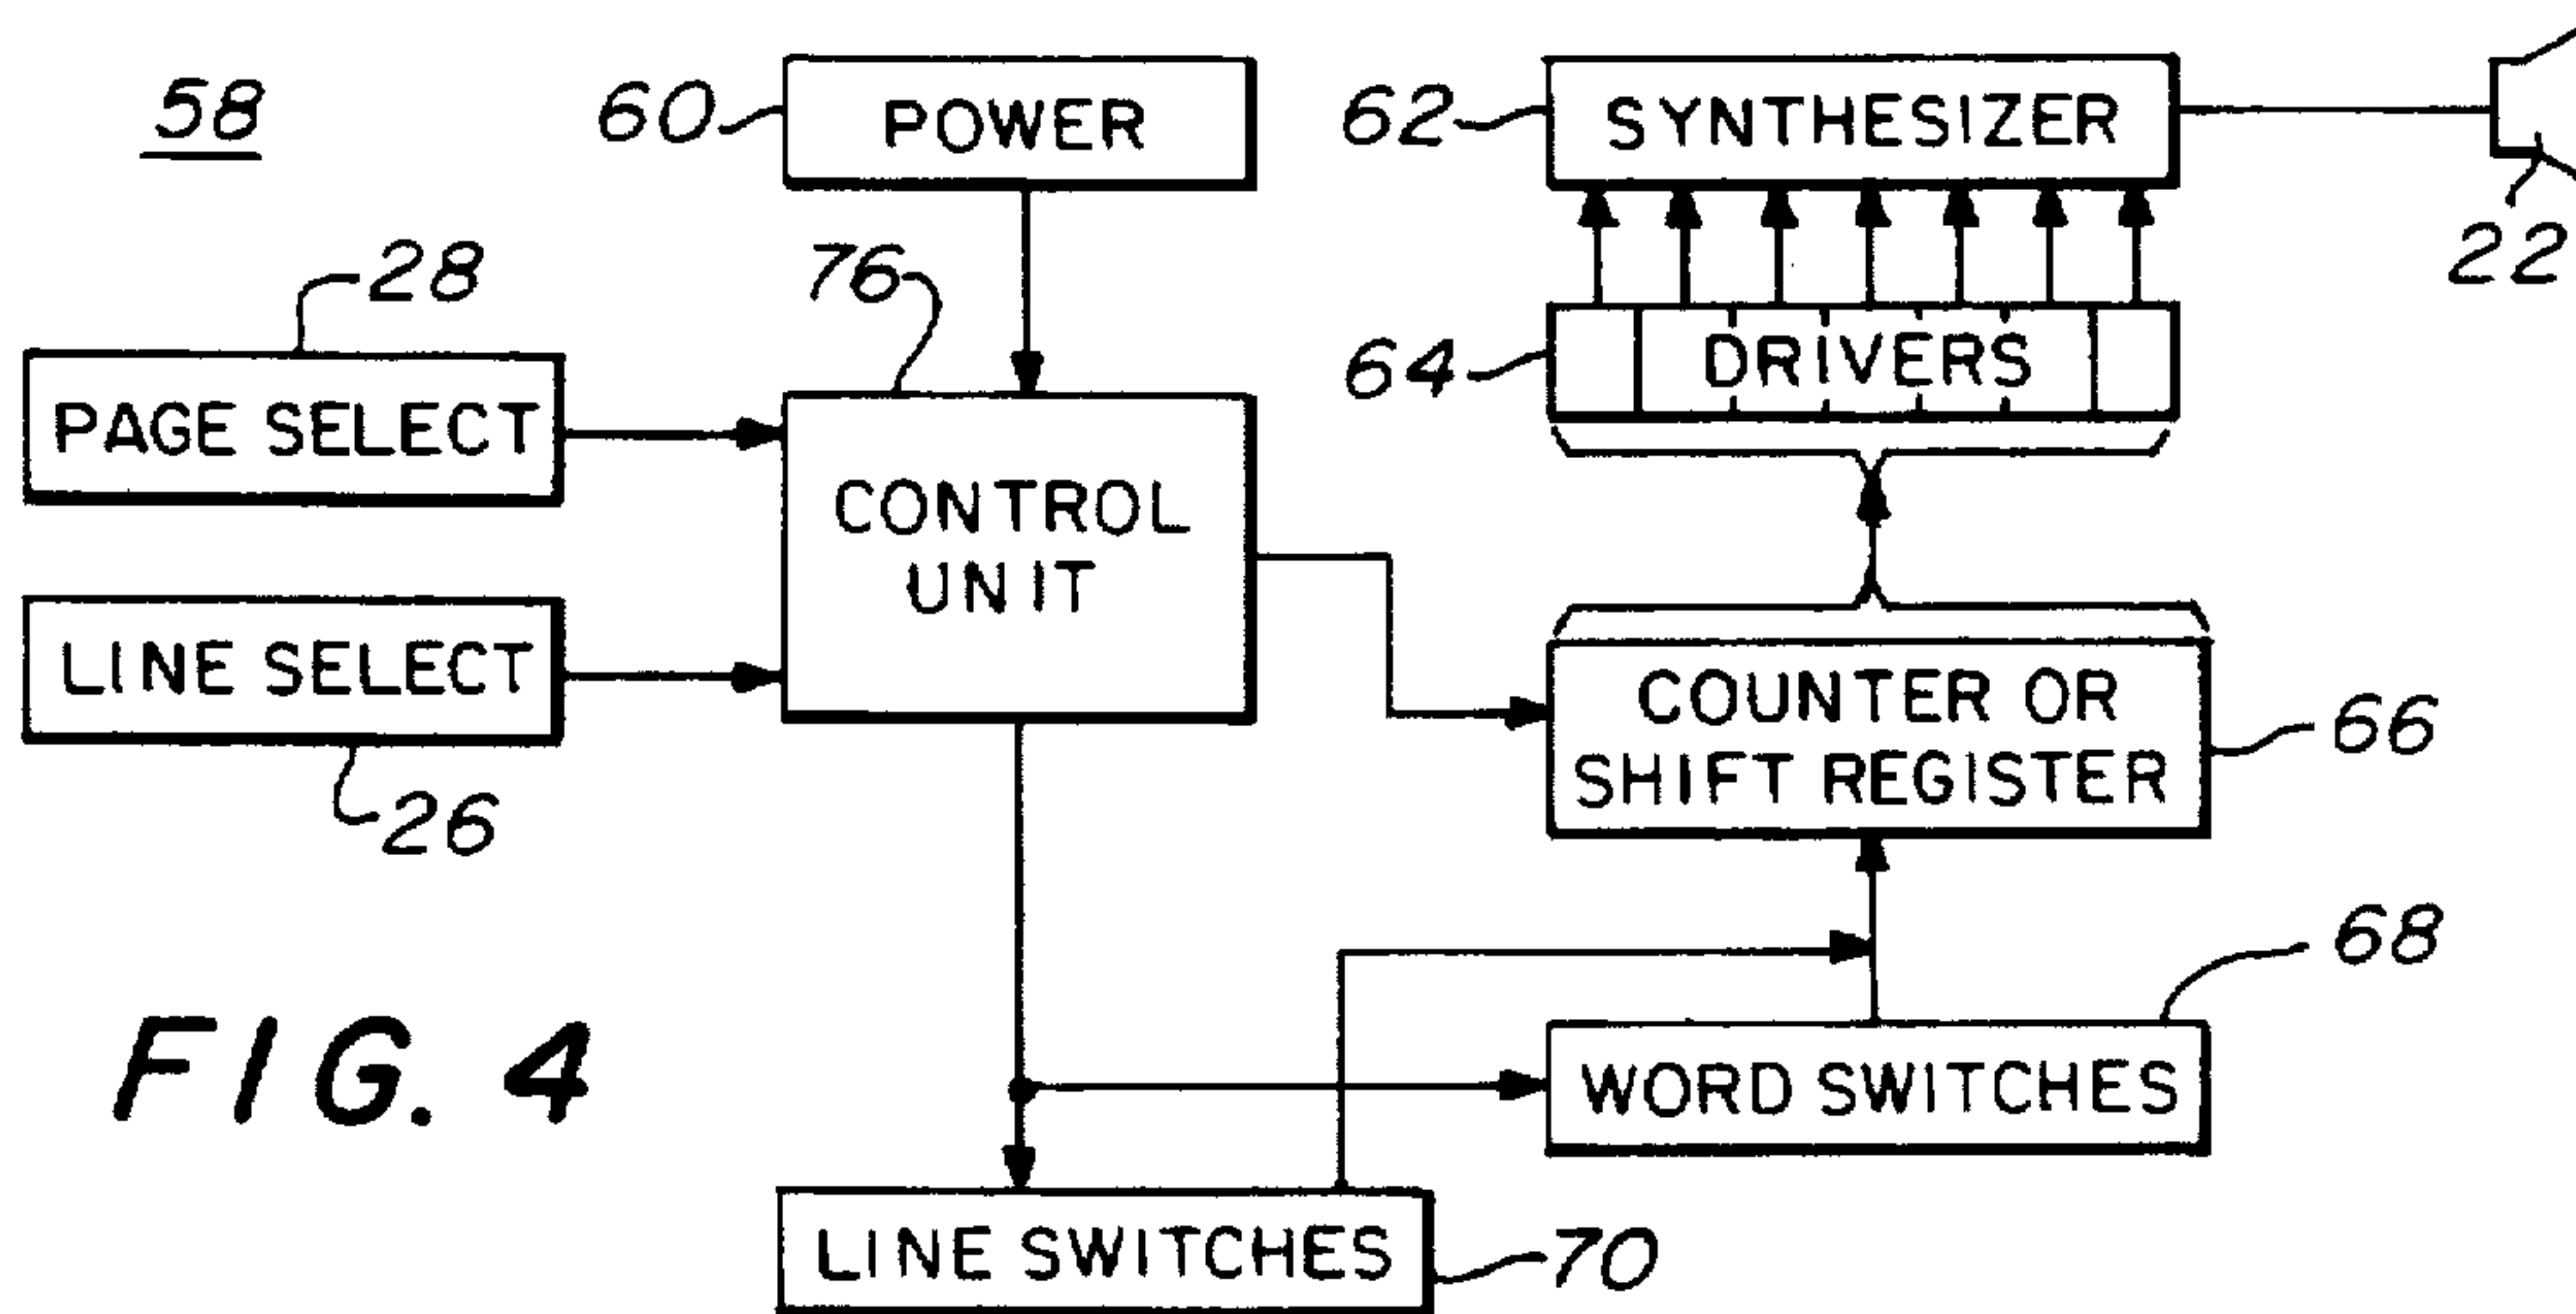 58
60
POWER
62
SYNTHESIZER
22
28
PAGE SELECT
76
CONTROL
UNIT
64
DRIVERS
LINE SELECT
26
COUNTER OR
SHIFT REGISTER
66
68
WORD SWITCHES
LINE SWITCHES
70
FIG. 4